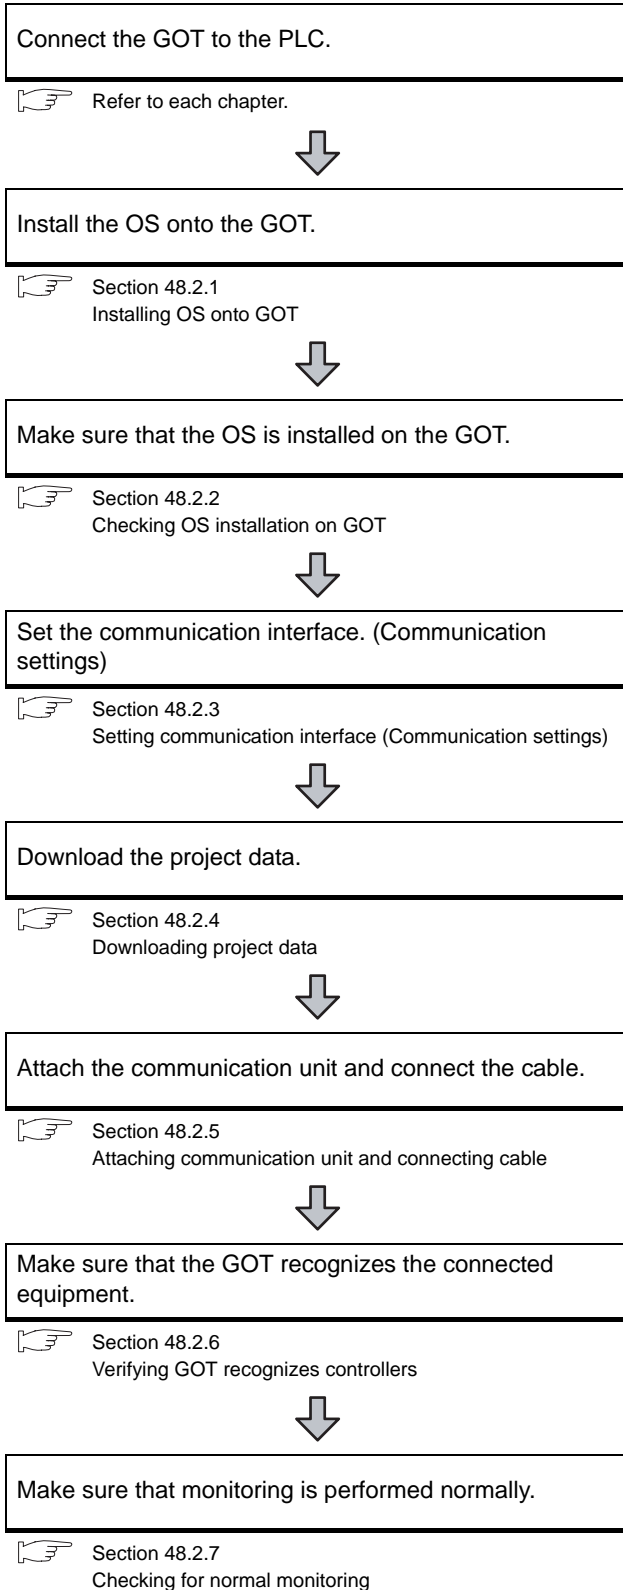 Connect the GOT to the PLC.
Refer to each chapter.
Install the OS onto the GOT.
Section 48.2.1
Installing OS onto GOT
Make sure that the OS is installed on the GOT.
Section 48.2.2
Checking OS installation on GOT
Set the communication interface. (Communication
settings)
Section 48.2.3
Setting communication interface (Communication settings)
Download the project data.
Section 48.2.4
Downloading project data
Attach the communication unit and connect the cable.
Section 48.2.5
Attaching communication unit and connecting cable
Make sure that the GOT recognizes the connected
equipment.
Section 48.2.6
Verifying GOT recognizes controllers
Make sure that monitoring is performed normally.
Section 48.2.7
Checking for normal monitoring